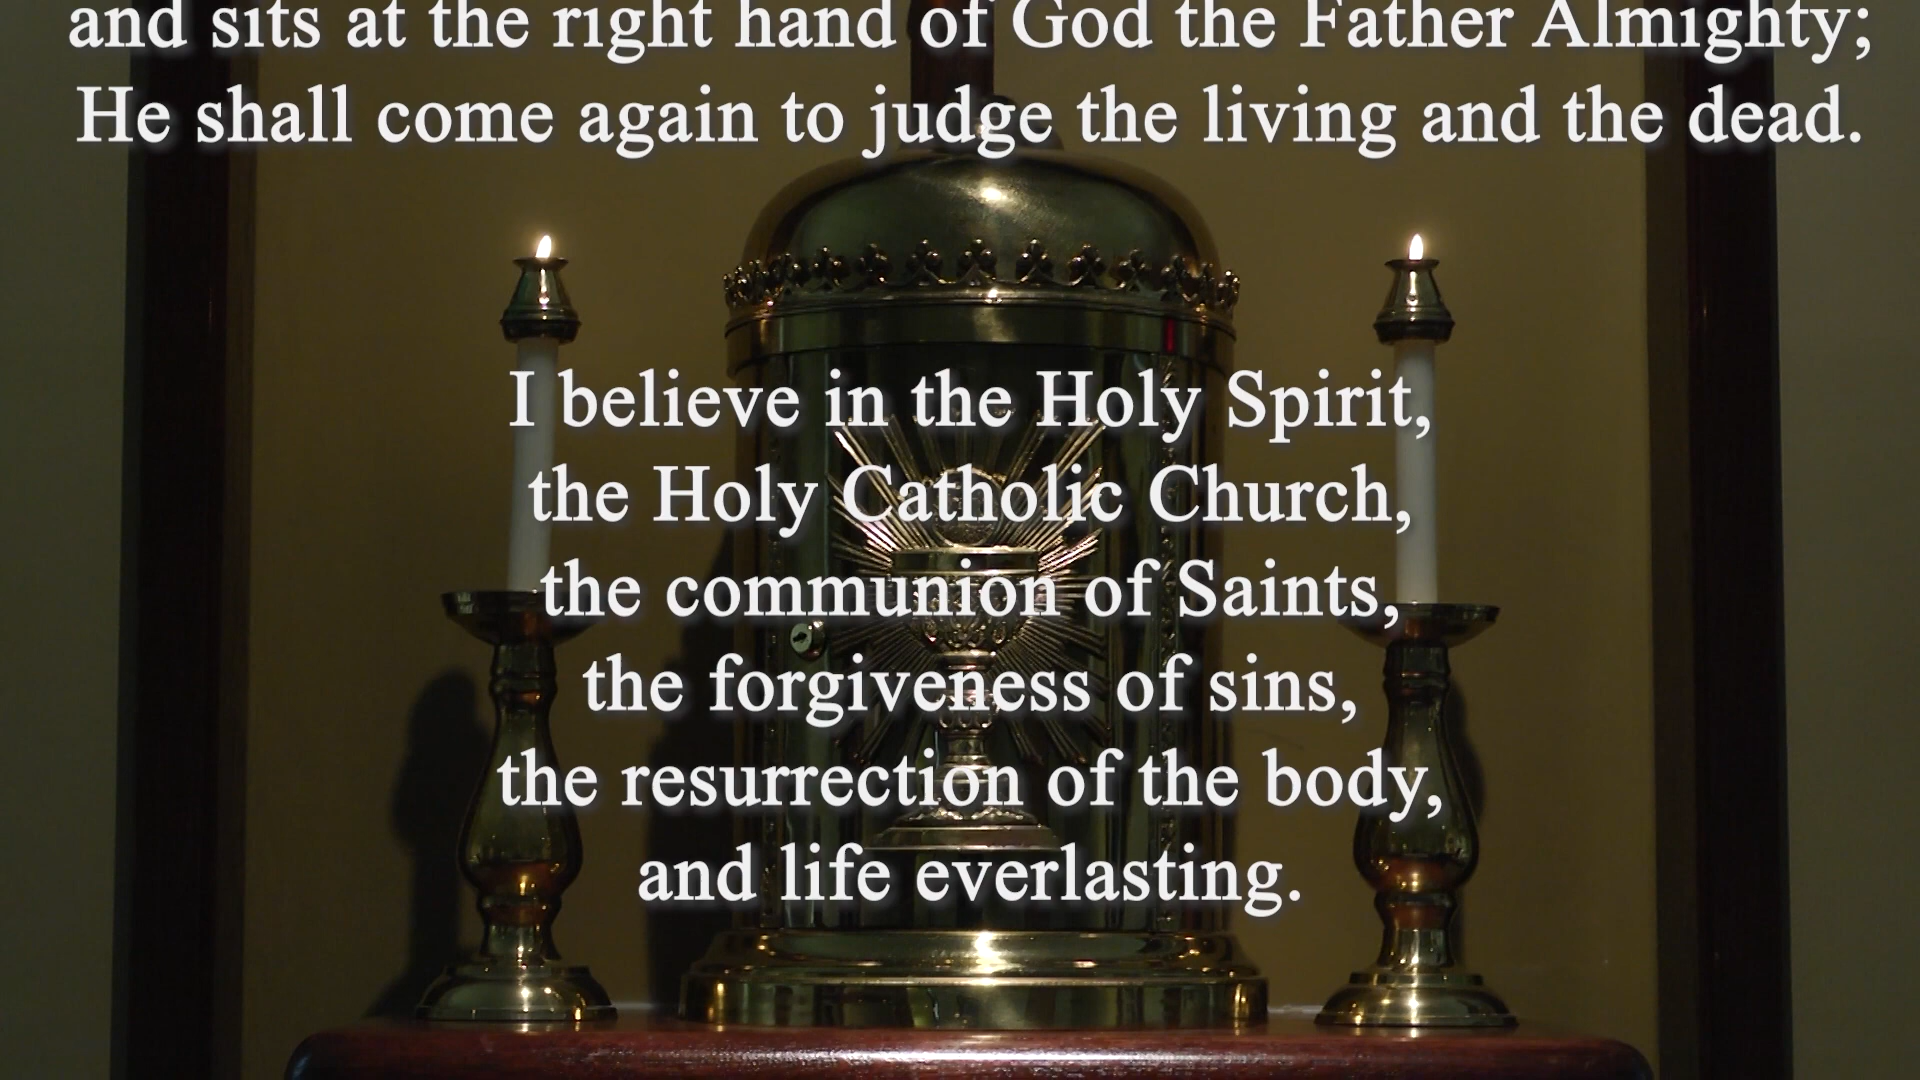 and sits at the right hand of God the Father Almighty;
He shall come again to judge the living and the dead.
I believe in the Holy Spirit,
the Holy Catholic Church,
the communion of Saints,
the forgiveness of sins,
the resurrection of the body,
and life everlasting.